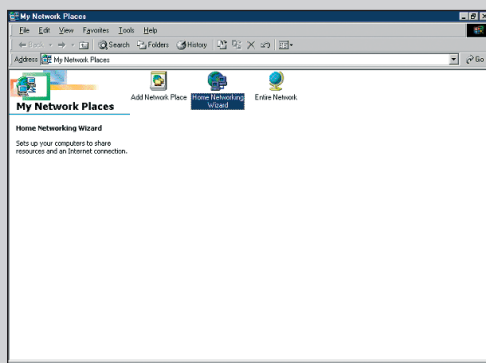 My Network Places
File Edit View Favorites Tools Help
Back Search Folders History
Address My Network Places Go
Add Network Place Home Networking Wizard Entire Network
My Network Places
Home Networking Wizard
Sets up your computers to share
resources and an Internet connection.